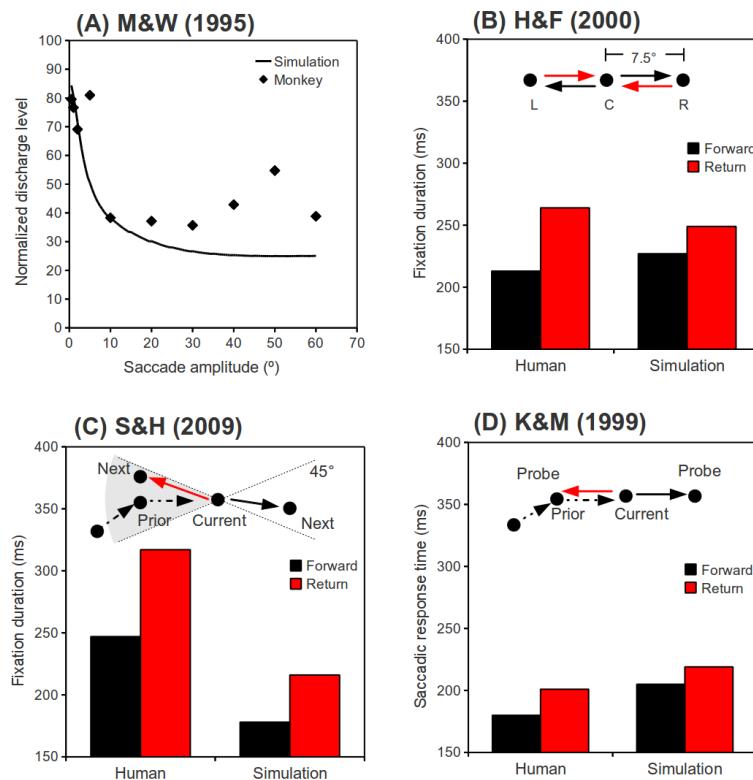 (A) M&W (1995)
Normalized discharge level
100
90
80
70
60
50
40
30
20
10
0
0 10 20 30 40 50 60 70
Saccade amplitude (º)
Simulation
Monkey
(B) H&F (2000)
Fixation duration (ms)
400
350
300
250
200
150
7.5°
L C R
Forward
Return
Human Simulation
(C) S&H (2009)
Fixation duration (ms)
400
350
300
250
200
150
Next
45°
Prior Current
Next
Forward
Return
Human Simulation
(D) K&M (1999)
Saccadic response time (ms)
400
350
300
250
200
150
Probe Probe
Prior Current
Forward
Return
Human Simulation